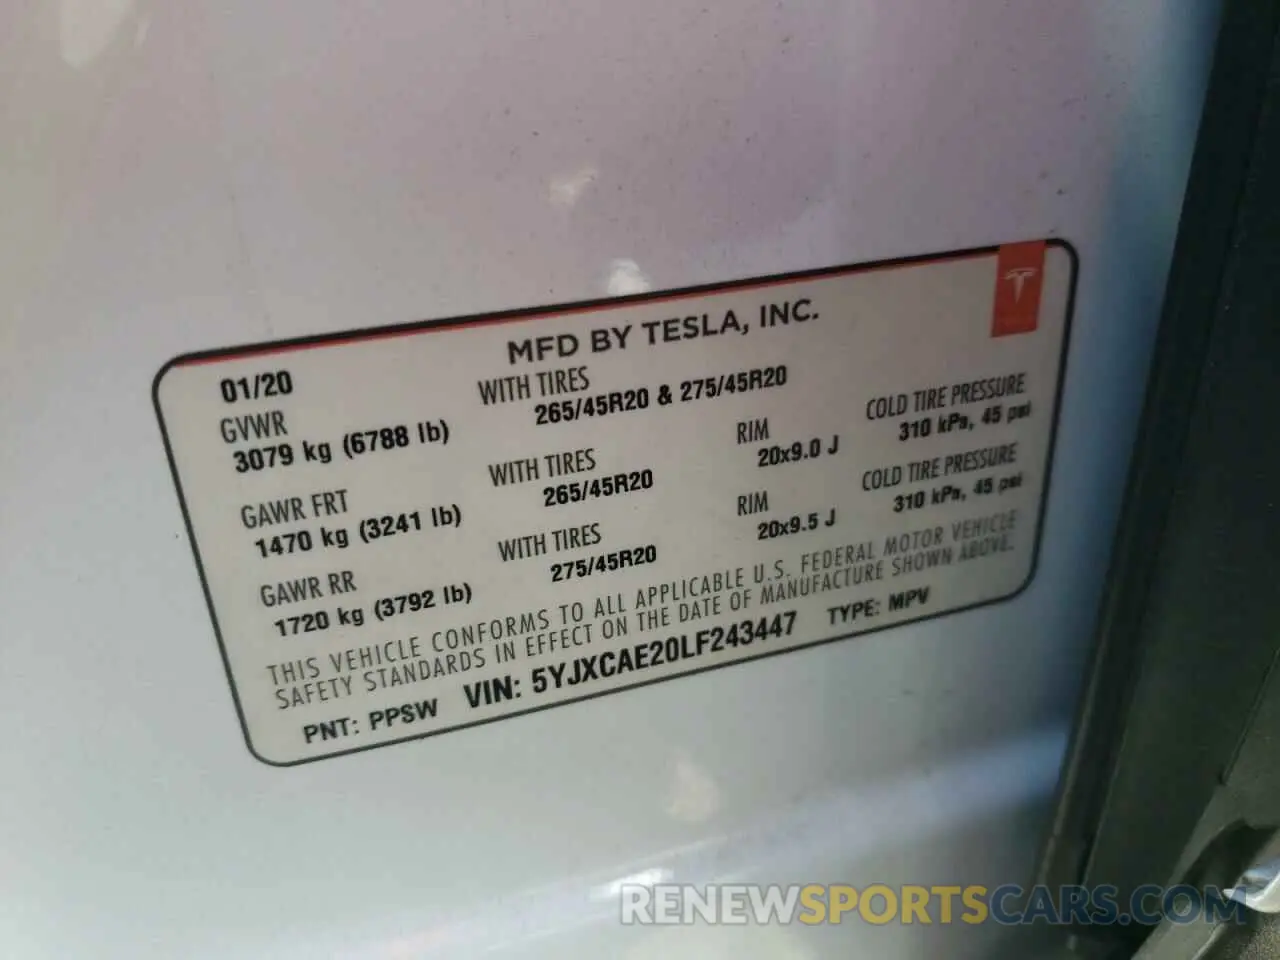 MFD BY TESLA, INC.
01/20
GVWR
3079 kg (6788 lb)
WITH TIRES
265/45R20 & 275/45R20
GAWR FRT
1470 kg (3241 lb)
WITH TIRES
265/45R20
RIM
20x9.0 J
COLD TIRE PRESSURE
310 kPa, 45 psi
GAWR RR
1720 kg (3792 lb)
WITH TIRES
275/45R20
RIM
20x9.5 J
COLD TIRE PRESSURE
310 kPa, 45 psi
THIS VEHICLE CONFORMS TO ALL APPLICABLE U.S. FEDERAL MOTOR VEHICLE
SAFETY STANDARDS IN EFFECT ON THE DATE OF MANUFACTURE SHOWN ABOVE.
PNT: PPSW VIN: 5YJXCAE20LF243447 TYPE: MPV
RENEWSPORTSCARS.COM